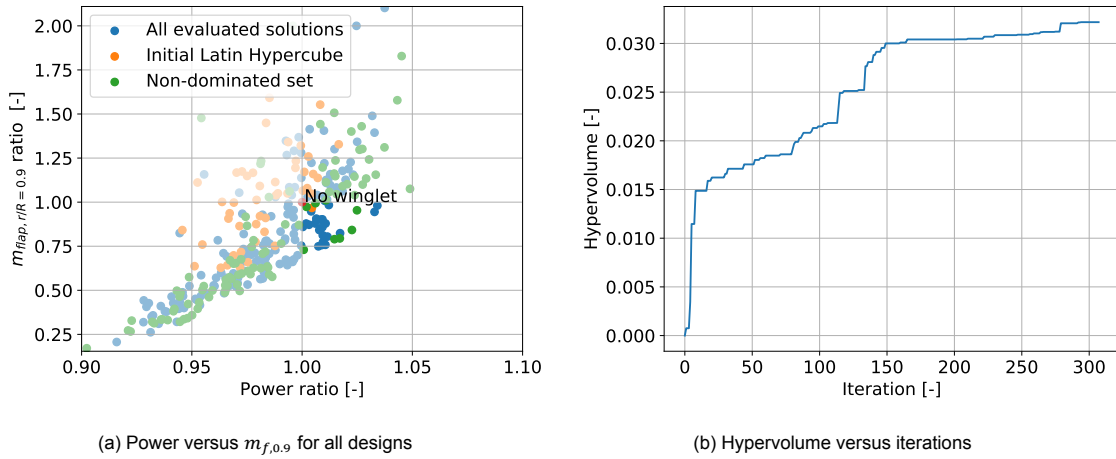 2.00
1.75
1.50
1.25
1.00
0.75
0.50
0.25
m_{flap, r/R = 0.9} ratio [-]
All evaluated solutions
Initial Latin Hypercube
Non-dominated set
No winglet
0.90 0.95 1.00 1.05 1.10
Power ratio [-]
(a) Power versus m_{f,0.9} for all designs
0.030
0.025
0.020
0.015
0.010
0.005
0.000
Hypervolume [-]
0 50 100 150 200 250 300
Iteration [-]
(b) Hypervolume versus iterations